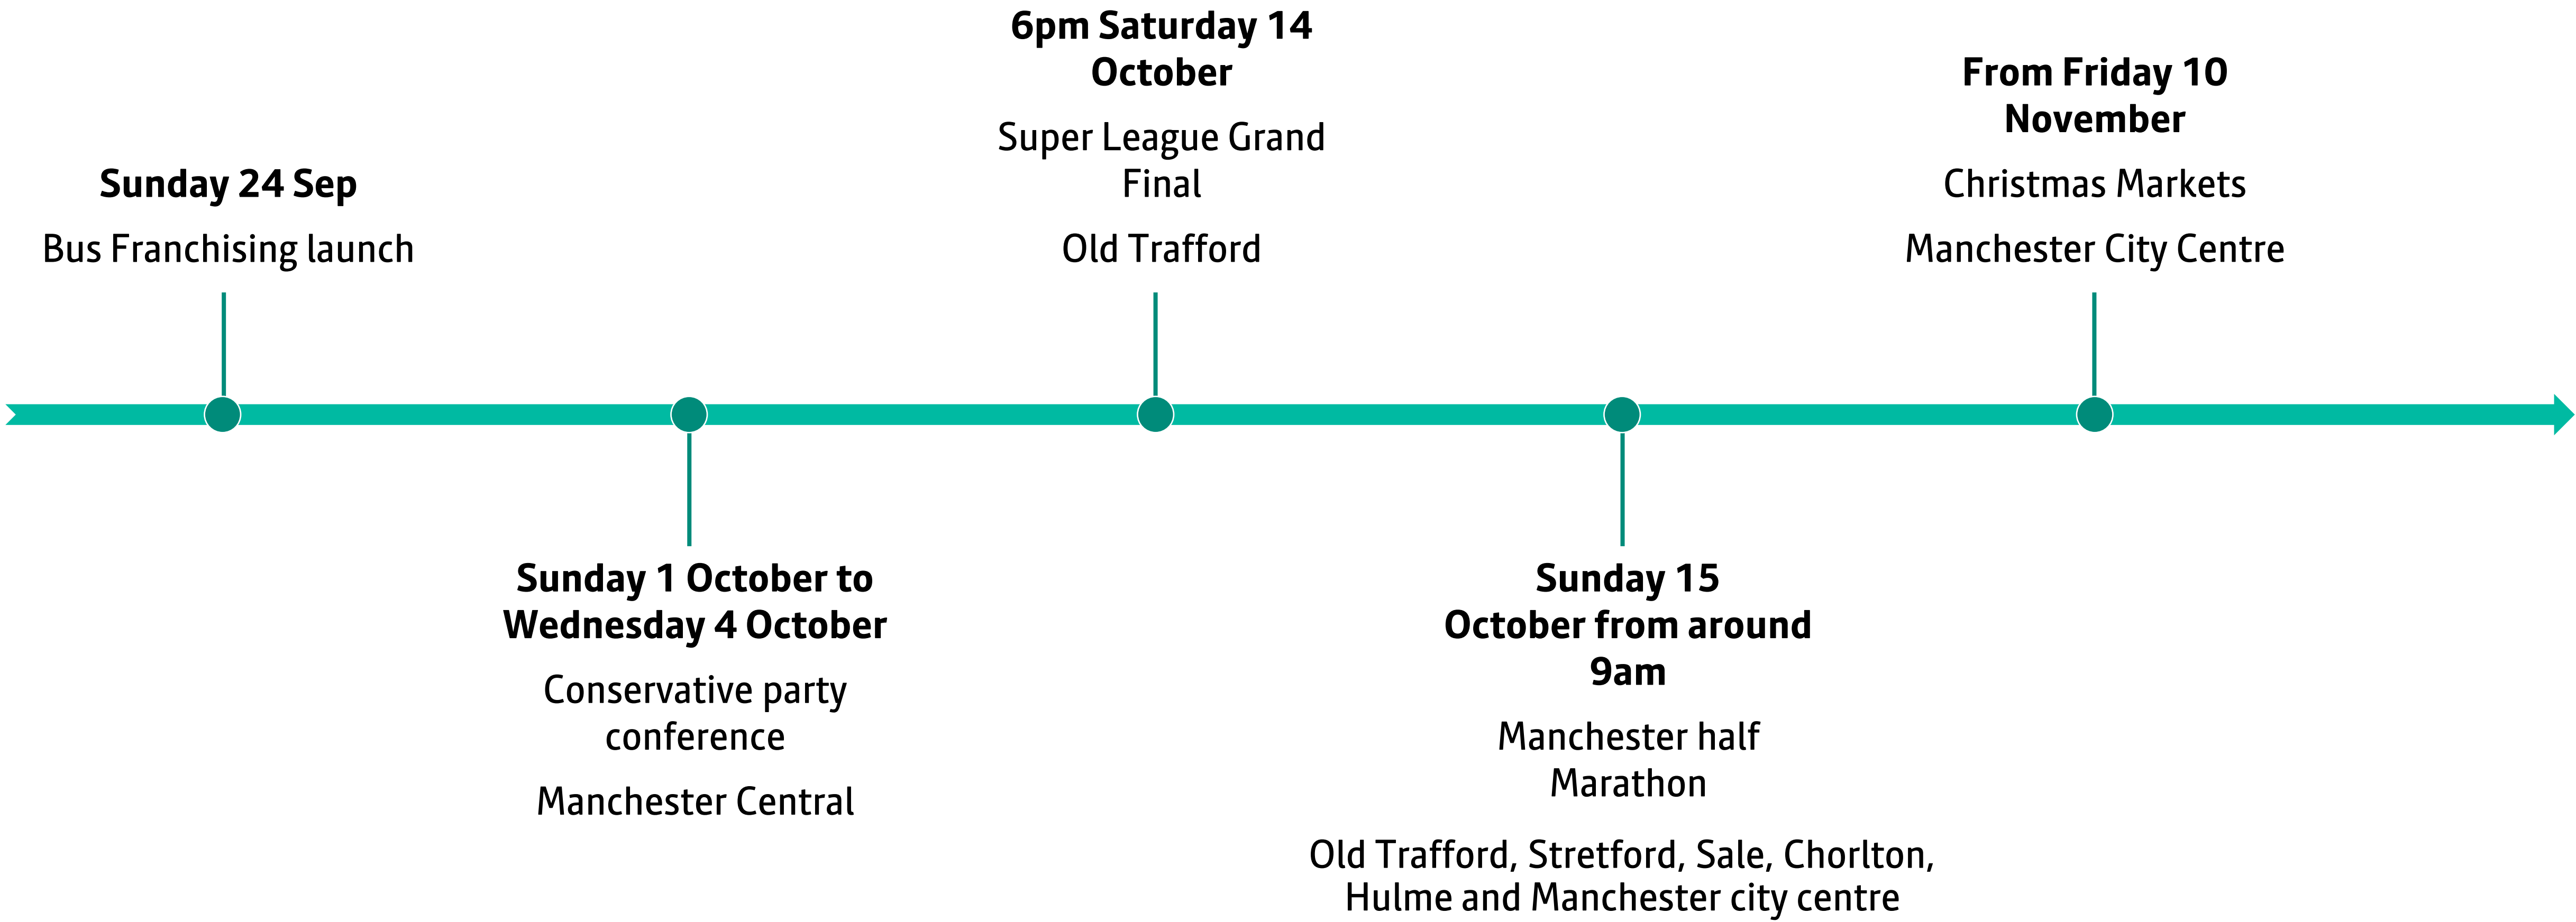 Sunday 24 Sep
Bus Franchising launch
Sunday 1 October to
Wednesday 4 October
Conservative party
conference
Manchester Central
6pm Saturday 14
October
Super League Grand
Final
Old Trafford
Sunday 15
October from around
9am
Manchester half
Marathon
Old Trafford, Stretford, Sale, Chorlton,
Hulme and Manchester city centre
From Friday 10
November
Christmas Markets
Manchester City Centre